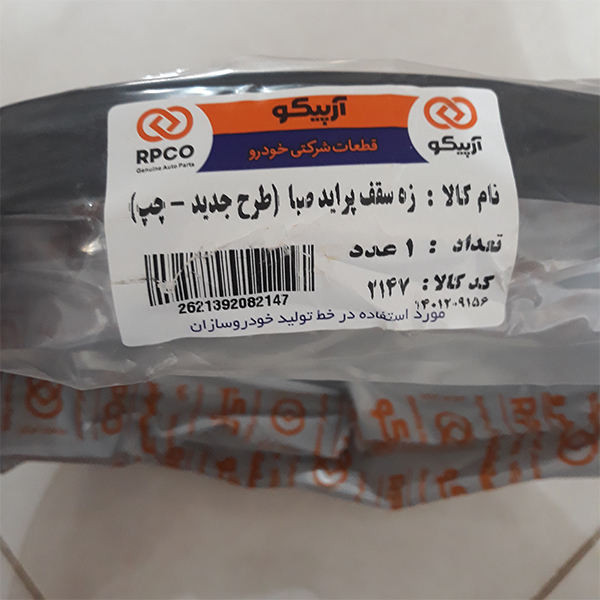 آرپیکو
RPCO
Genuine Auto Parts
قطعات شرکتی خودرو
آرپیکو
نام کالا : زه سقف پراید صبا (طرح جدید - چپ)
تعداد : ۱ عدد
کد کالا : ۲۱۴۷
۱۴۰۱۲۰۹۱۵۶
2621392082147
مورد استفاده در خط تولید خودروسازان